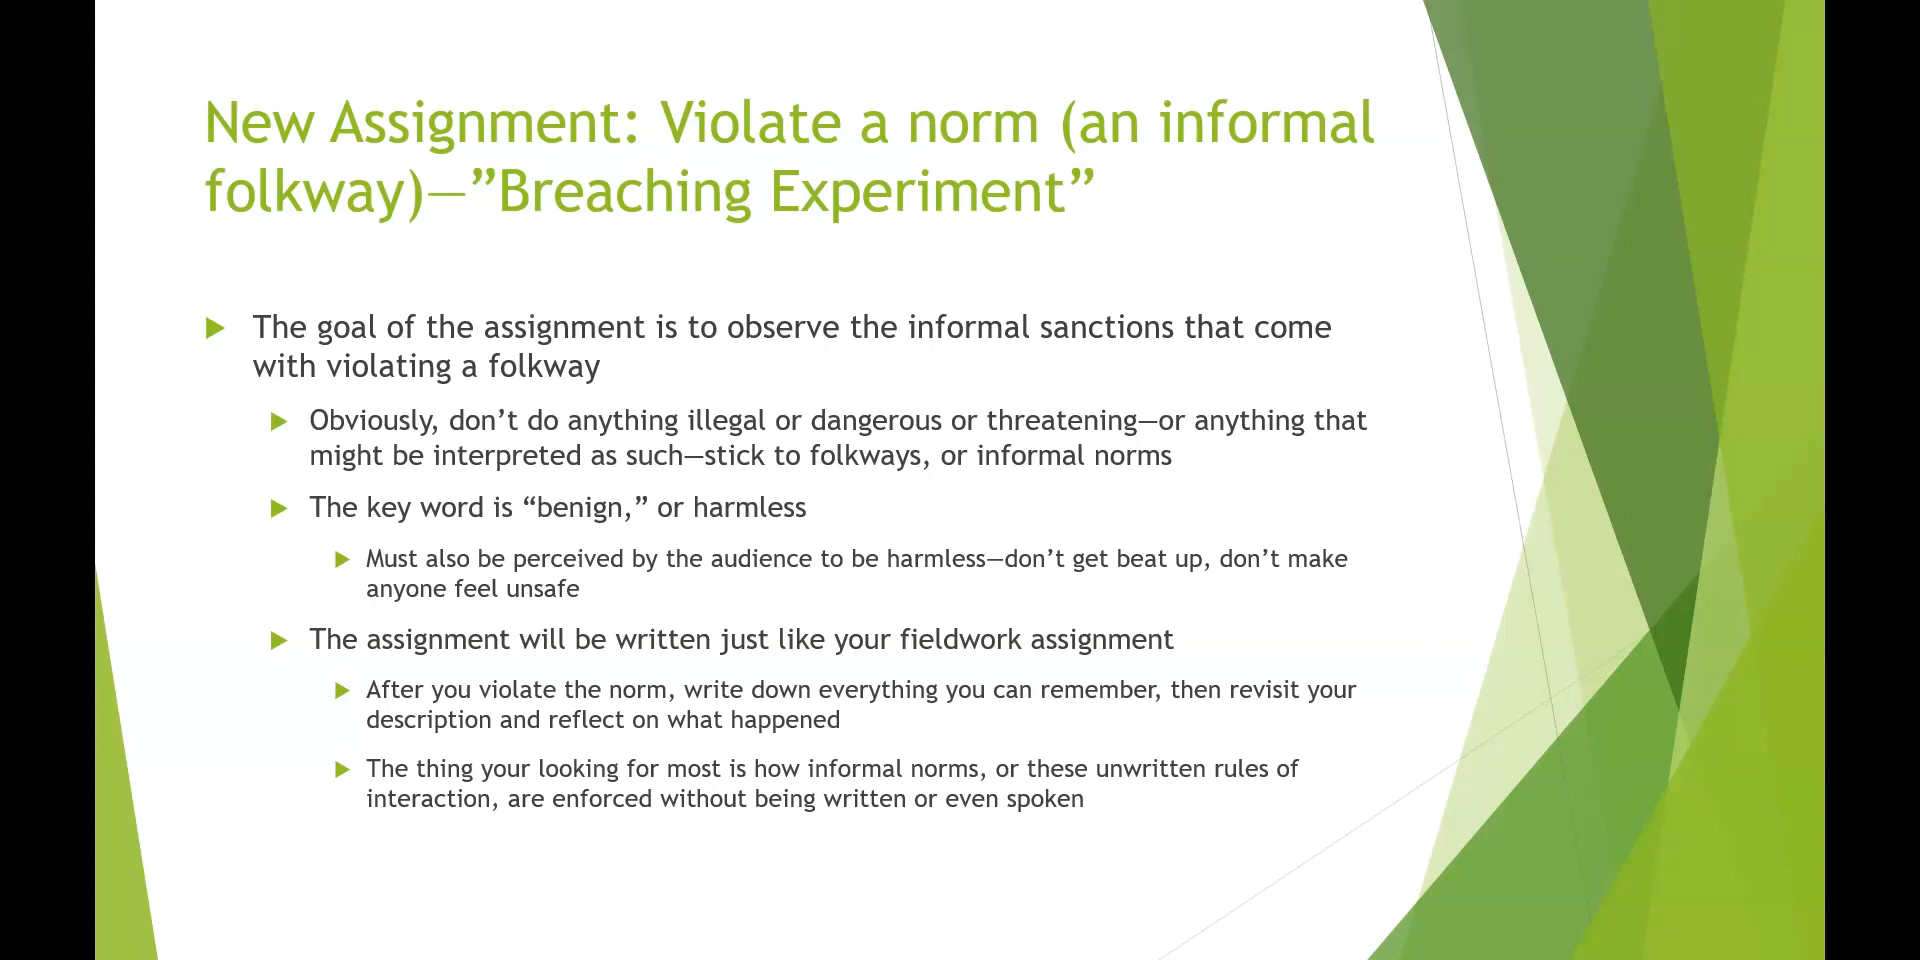 New Assignment: Violate a norm (an informal
folkway)—”Breaching Experiment”
The goal of the assignment is to observe the informal sanctions that come
with violating a folkway
Obviously, don’t do anything illegal or dangerous or threatening—or anything that
might be interpreted as such—stick to folkways, or informal norms
The key word is “benign,” or harmless
Must also be perceived by the audience to be harmless—don’t get beat up, don’t make
anyone feel unsafe
The assignment will be written just like your fieldwork assignment
After you violate the norm, write down everything you can remember, then revisit your
description and reflect on what happened
The thing your looking for most is how informal norms, or these unwritten rules of
interaction, are enforced without being written or even spoken